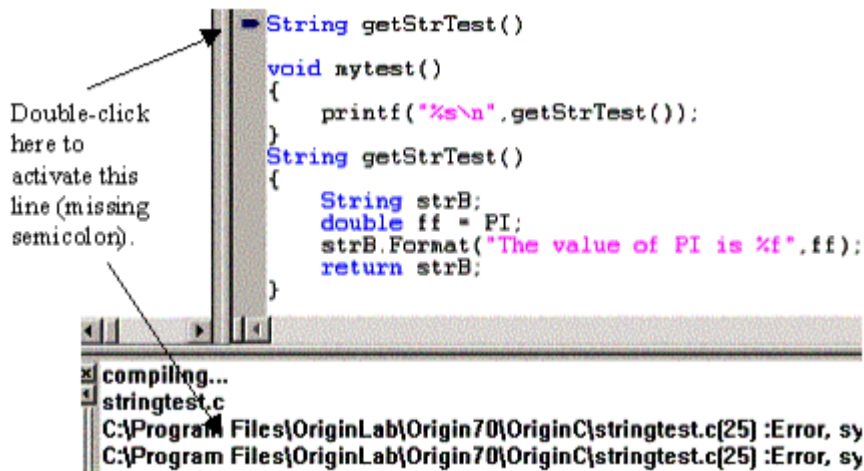 String getStrTest()
void mytest()
{
printf("%s\n",getStrTest());
}
String getStrTest()
{
String strB;
double ff = PI;
strB.Format("The value of PI is %f",ff);
return strB;
}
Double-click
here to
activate this
line (missing
semicolon).
compiling...
stringtest.c
C:\Program Files\OriginLab\Origin70\OriginC\stringtest.c(25) :Error, sy
C:\Program Files\OriginLab\Origin70\OriginC\stringtest.c(25) :Error, sy